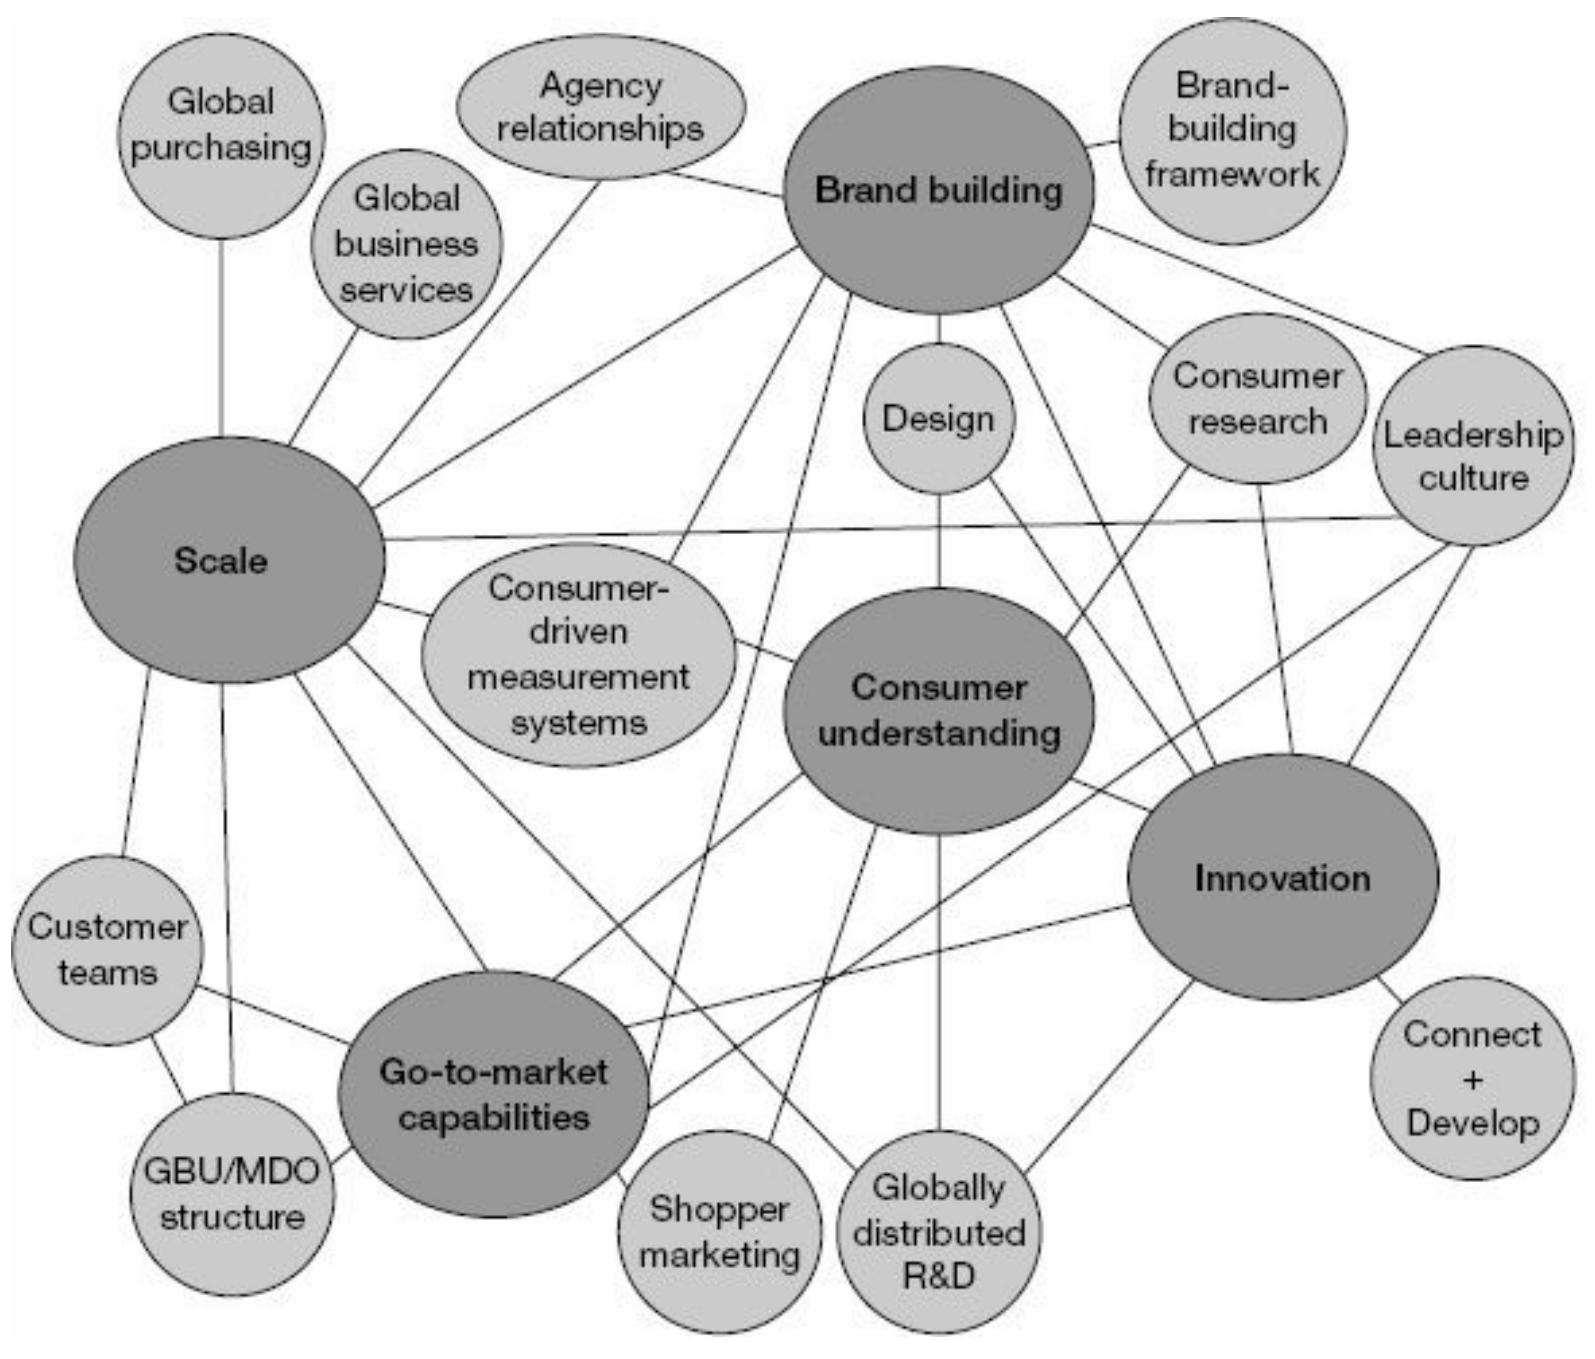 Global
purchasing
Agency
relationships
Brand-
building
framework
Brand building
Global
business
services
Design
Consumer
research
Leadership
culture
Scale
Consumer-
driven
measurement
systems
Consumer
understanding
Innovation
Customer
teams
Go-to-market
capabilities
Connect
+
Develop
GBU/MDO
structure
Shopper
marketing
Globally
distributed
R&D